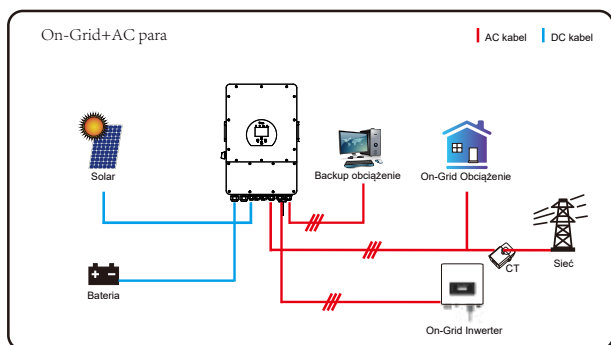 On-Grid+AC para
AC kabel
DC kabel
Solar
Backup obciążenie
On-Grid Obciążenie
CT
Sieć
Bateria
On-Grid Inwerter